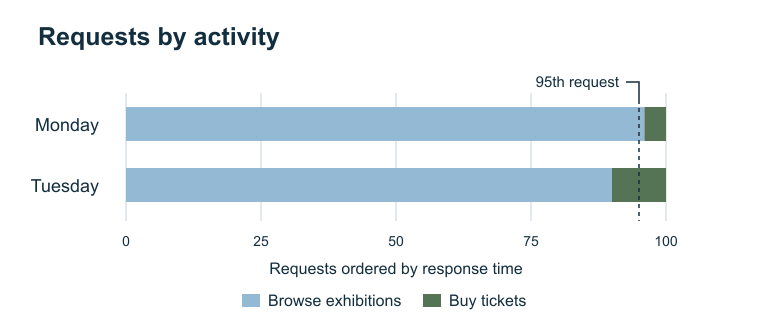 Requests by activity
95th request
Monday
Tuesday
0 25 50 75 100
Requests ordered by response time
Browse exhibitions Buy tickets